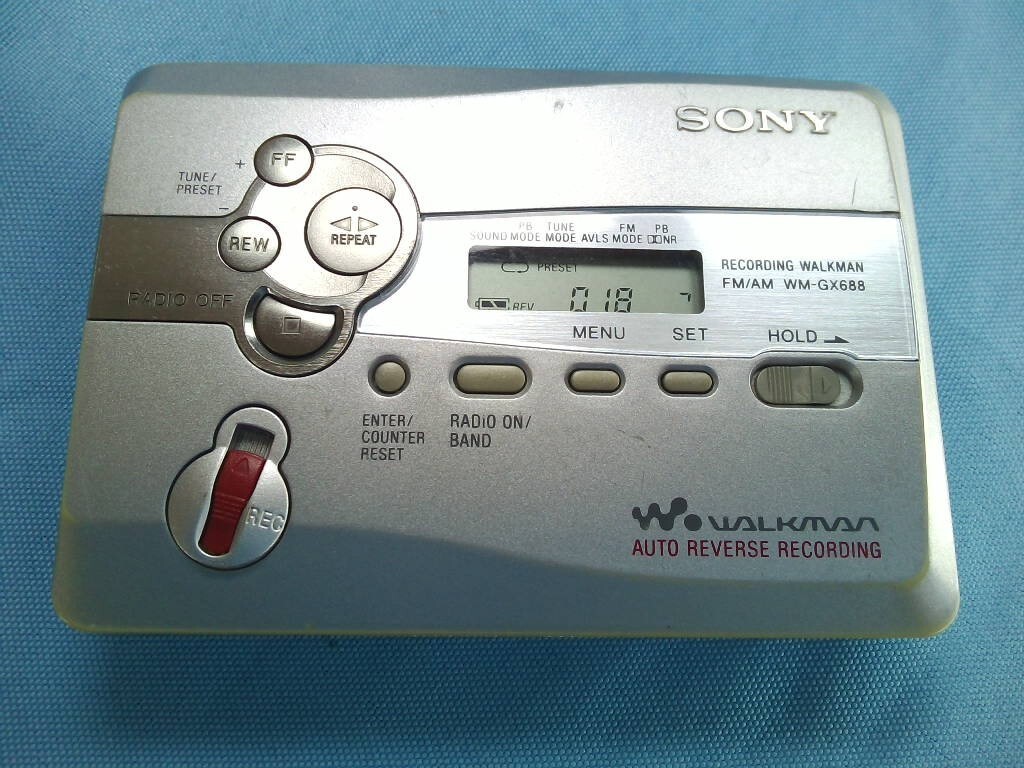 SONY
FF
+
TUNE/
PRESET
−
REW
REPEAT
RADIO OFF
PB TUNE FM PB
SOUND MODE MODE AVLS MODE NR
PRESET
REV 018
RECORDING WALKMAN
FM/AM WM-GX688
MENU SET HOLD
ENTER/
COUNTER
RESET
RADIO ON/
BAND
REC
WALKMAN
AUTO REVERSE RECORDING